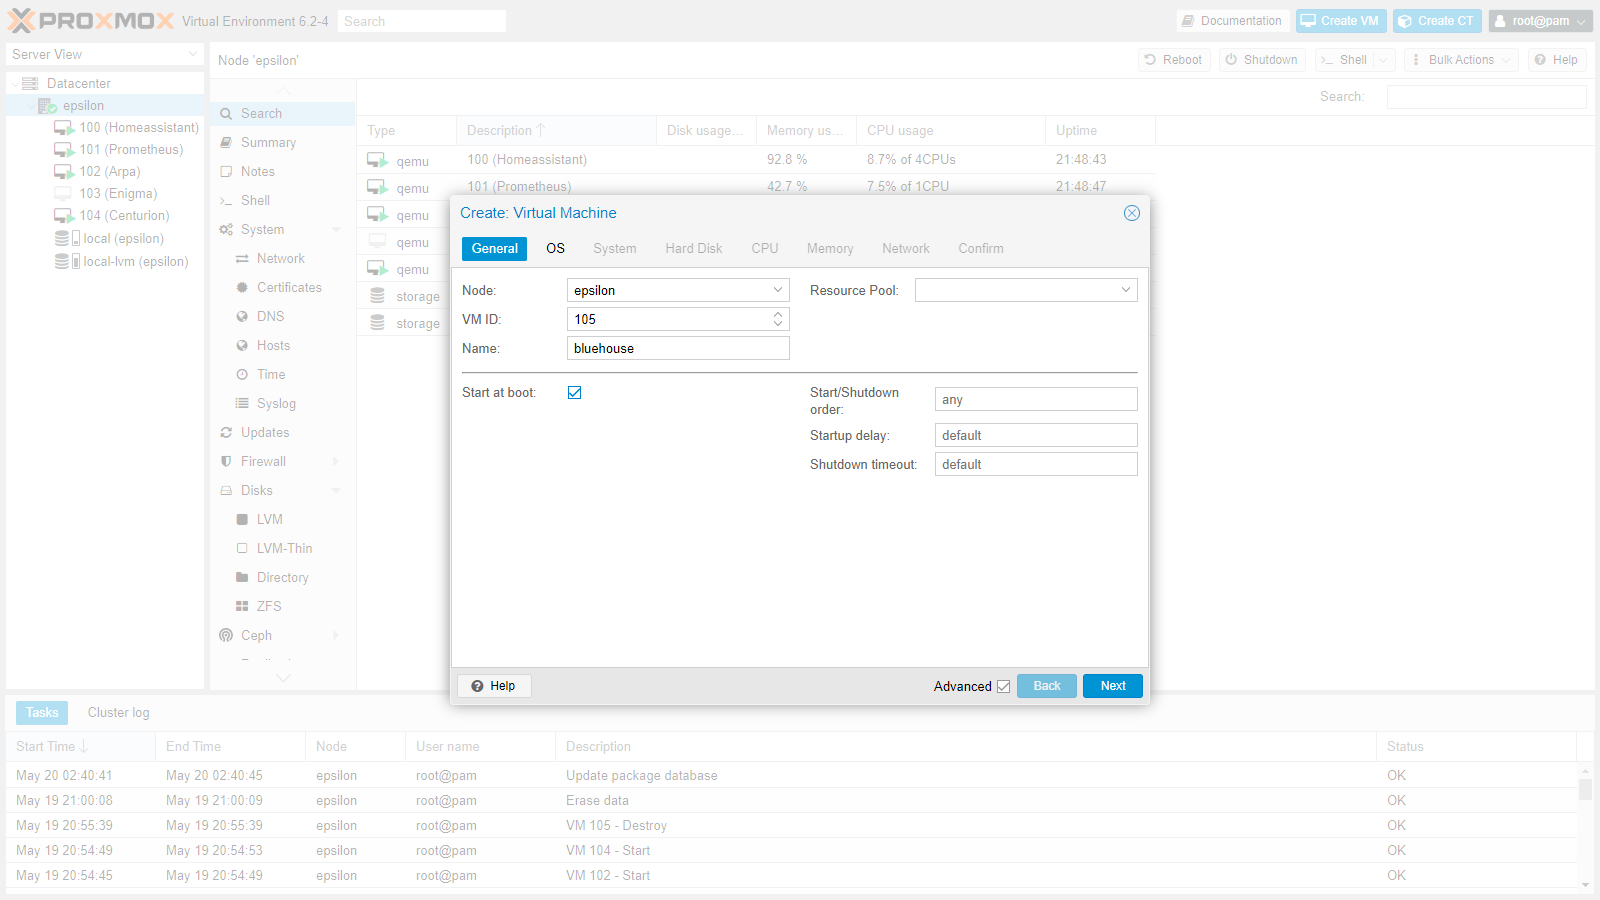 PROXMOX Virtual Environment 6.2-4 Search Documentation Create VM Create CT root@pam
Server View
Node 'epsilon' Reboot Shutdown Shell Bulk Actions Help
Datacenter
epsilon
100 (Homeassistant)
101 (Prometheus)
102 (Arpa)
103 (Enigma)
104 (Centurion)
local (epsilon)
local-lvm (epsilon)
Search
Summary
Notes
Shell
System
Network
Certificates
DNS
Hosts
Time
Syslog
Updates
Firewall
Disks
LVM
LVM-Thin
Directory
ZFS
Ceph
Search:
Type Description Disk usage... Memory us... CPU usage Uptime
qemu 100 (Homeassistant) 92.8 % 8.7% of 4CPUs 21:48:43
qemu 101 (Prometheus) 42.7 % 7.5% of 1CPU 21:48:47
qemu
qemu
qemu
storage
storage
Create: Virtual Machine
General OS System Hard Disk CPU Memory Network Confirm
Node: epsilon Resource Pool:
VM ID: 105
Name: bluehouse
Start at boot: Start/Shutdown order: any
Startup delay: default
Shutdown timeout: default
Help Advanced Back Next
Tasks Cluster log
Start Time End Time Node User name Description Status
May 20 02:40:41 May 20 02:40:45 epsilon root@pam Update package database OK
May 19 21:00:08 May 19 21:00:09 epsilon root@pam Erase data OK
May 19 20:55:39 May 19 20:55:39 epsilon root@pam VM 105 - Destroy OK
May 19 20:54:49 May 19 20:54:53 epsilon root@pam VM 104 - Start OK
May 19 20:54:45 May 19 20:54:49 epsilon root@pam VM 102 - Start OK